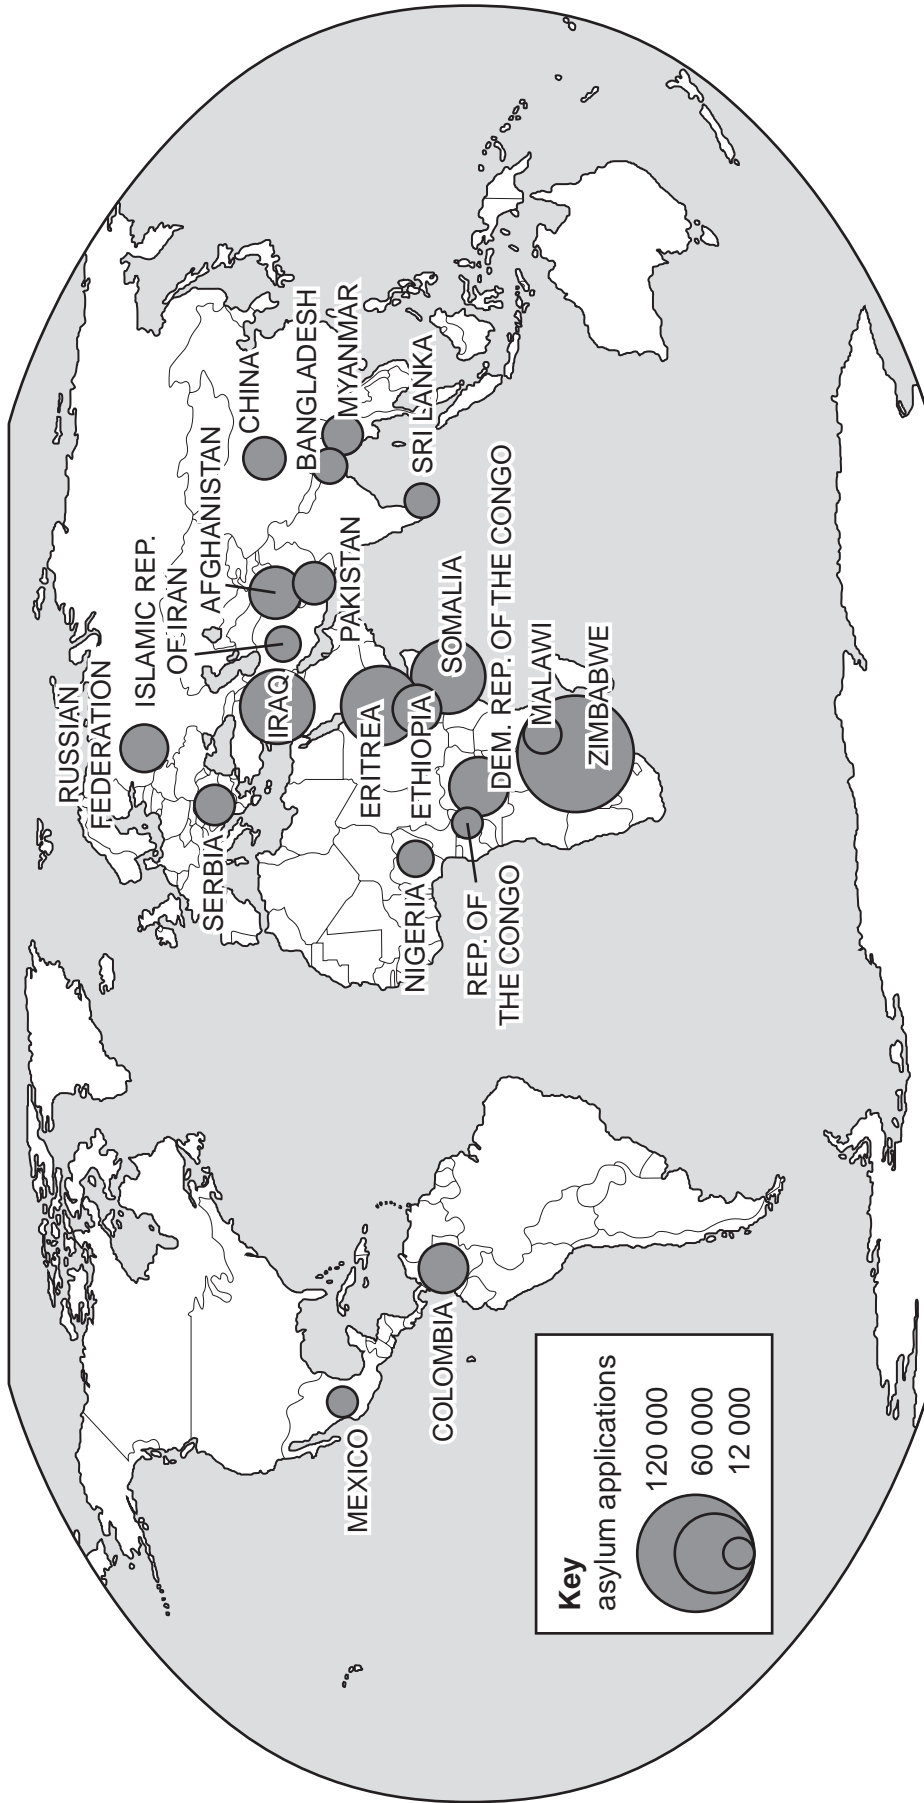 RUSSIAN
FEDERATION
ISLAMIC REP.
OF IRAN
AFGHANISTAN
CHINA
BANGLADESH
MYANMAR
SERBIA
IRAQ
PAKISTAN
SRI LANKA
MEXICO
ERITREA
ETHIOPIA
SOMALIA
NIGERIA
COLOMBIA
REP. OF
THE CONGO
DEM. REP. OF THE CONGO
MALAWI
ZIMBABWE
Key
asylum applications
120 000
60 000
12 000